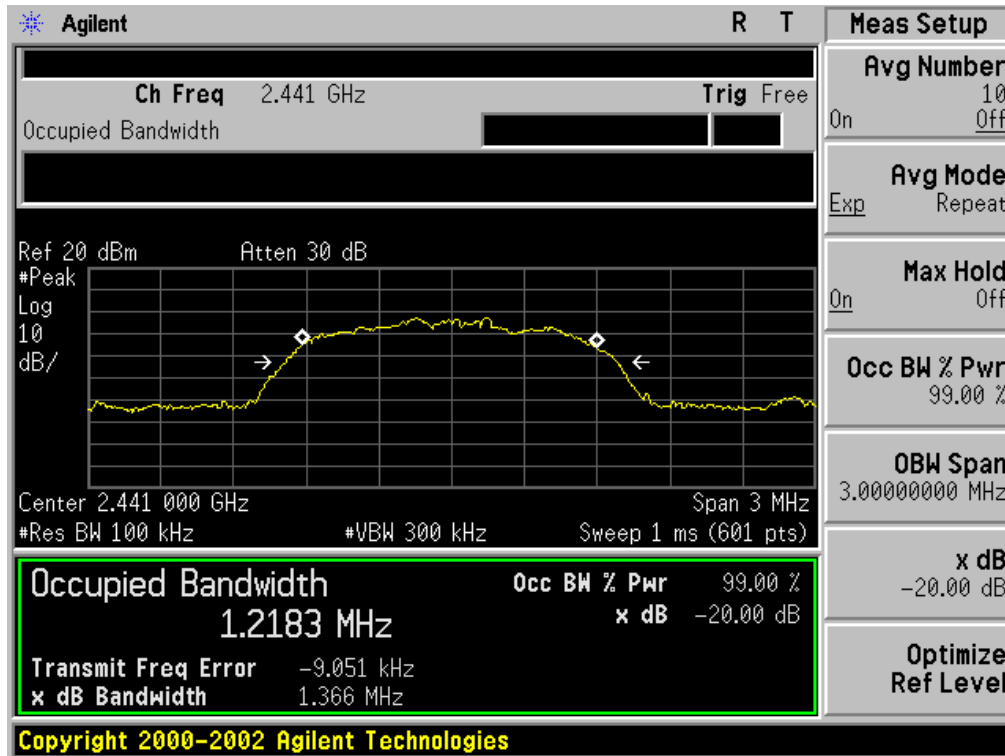 Agilent
R T
Ch Freq 2.441 GHz
Trig Free
Occupied Bandwidth
Ref 20 dBm
Atten 30 dB
#Peak
Log
10
dB/
Center 2.441 000 GHz
Span 3 MHz
#Res BW 100 kHz
#VBW 300 kHz
Sweep 1 ms (601 pts)
Occupied Bandwidth
1.2183 MHz
Occ BW % Pwr 99.00 %
x dB -20.00 dB
Transmit Freq Error -9.051 kHz
x dB Bandwidth 1.366 MHz
Meas Setup
Avg Number
10
On Off
Avg Mode
Exp Repeat
Max Hold
On Off
Occ BW % Pwr
99.00 %
OBW Span
3.00000000 MHz
x dB
-20.00 dB
Optimize
Ref Level
Copyright 2000-2002 Agilent Technologies